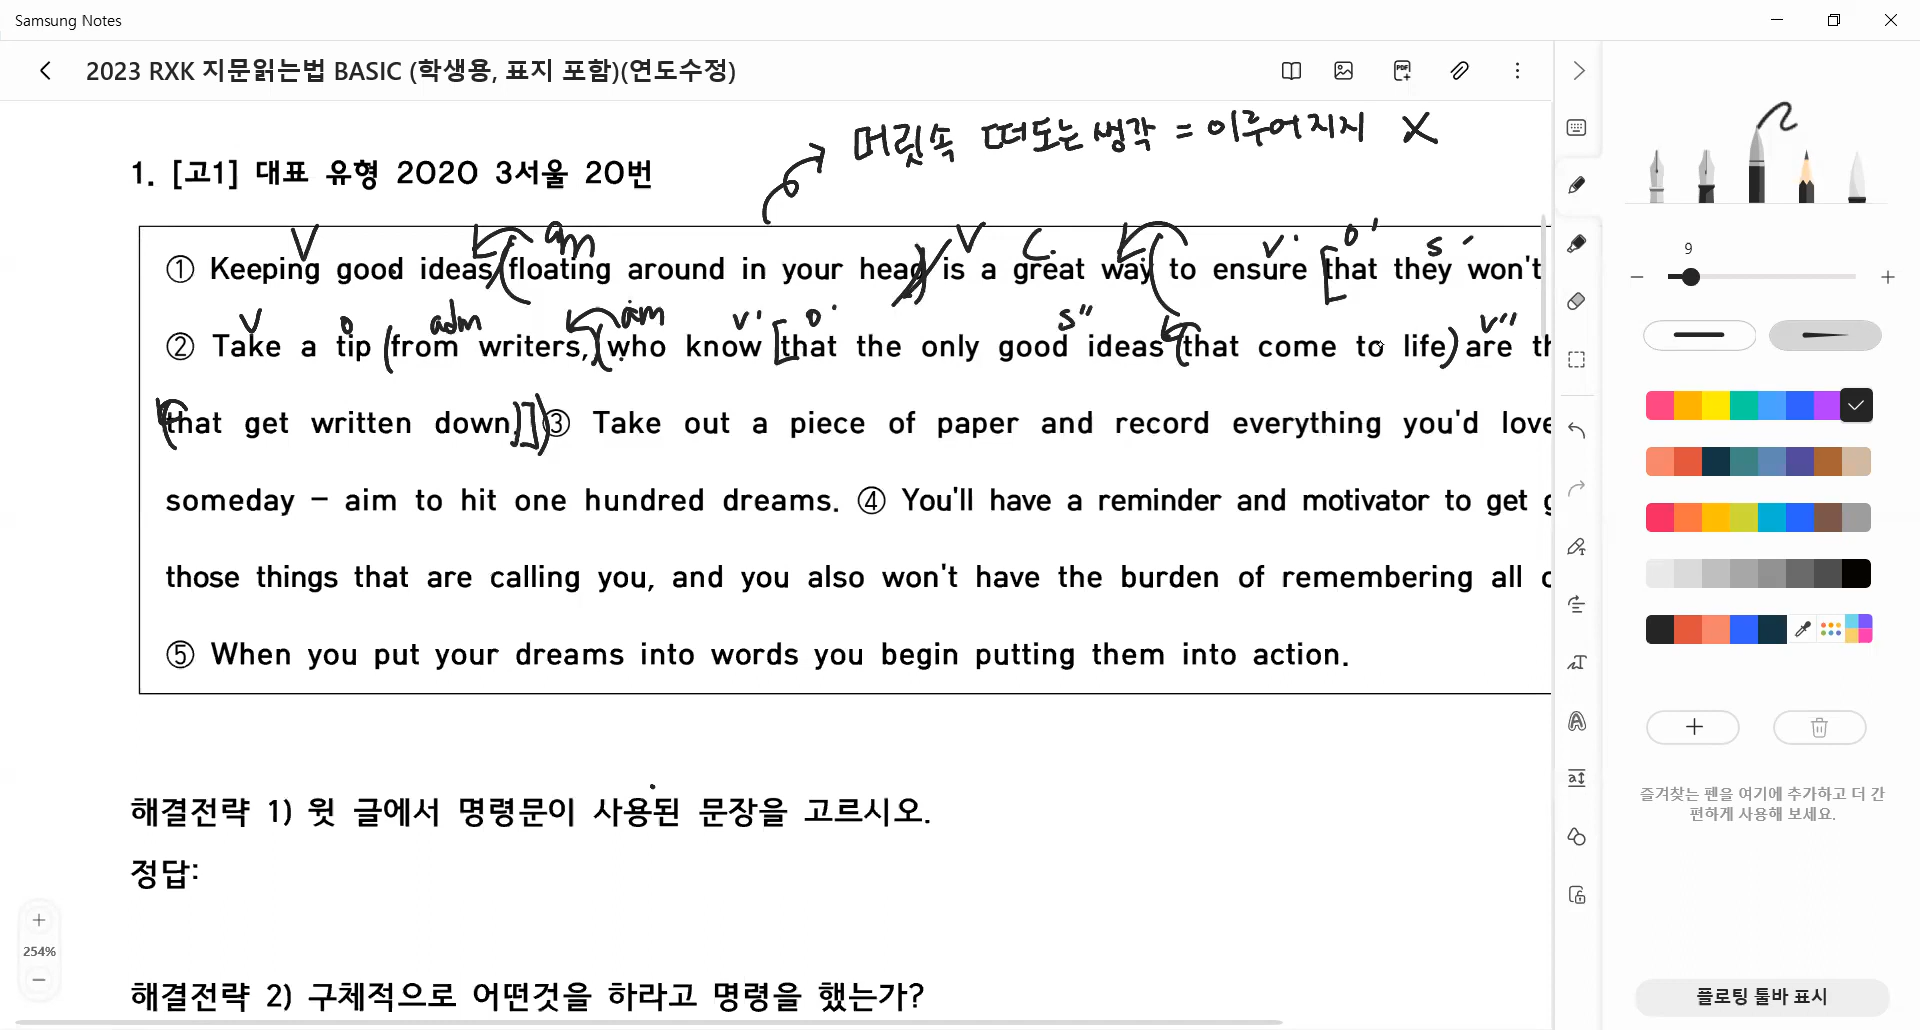 Samsung Notes
2023 RXK 지문읽는법 BASIC (학생용, 표지 포함)(연도수정)
머릿속 떠도는 생각 = 이루어지지 X
1. [고1] 대표 유형 2020 3서울 20번
V am V C. v' o' s'
① Keeping good ideas floating around in your head is a great way to ensure that they won't
V o adm am v' o' s" v"
② Take a tip (from writers, (who know [that the only good ideas (that come to life) are th
(that get written down.)]) ③ Take out a piece of paper and record everything you'd love
someday – aim to hit one hundred dreams. ④ You'll have a reminder and motivator to get g
those things that are calling you, and you also won't have the burden of remembering all o
⑤ When you put your dreams into words you begin putting them into action.
해결전략 1) 윗 글에서 명령문이 사용된 문장을 고르시오.
정답:
해결전략 2) 구체적으로 어떤것을 하라고 명령을 했는가?
254%
9
즐겨찾는 펜을 여기에 추가하고 더 간
편하게 사용해 보세요.
플로팅 툴바 표시